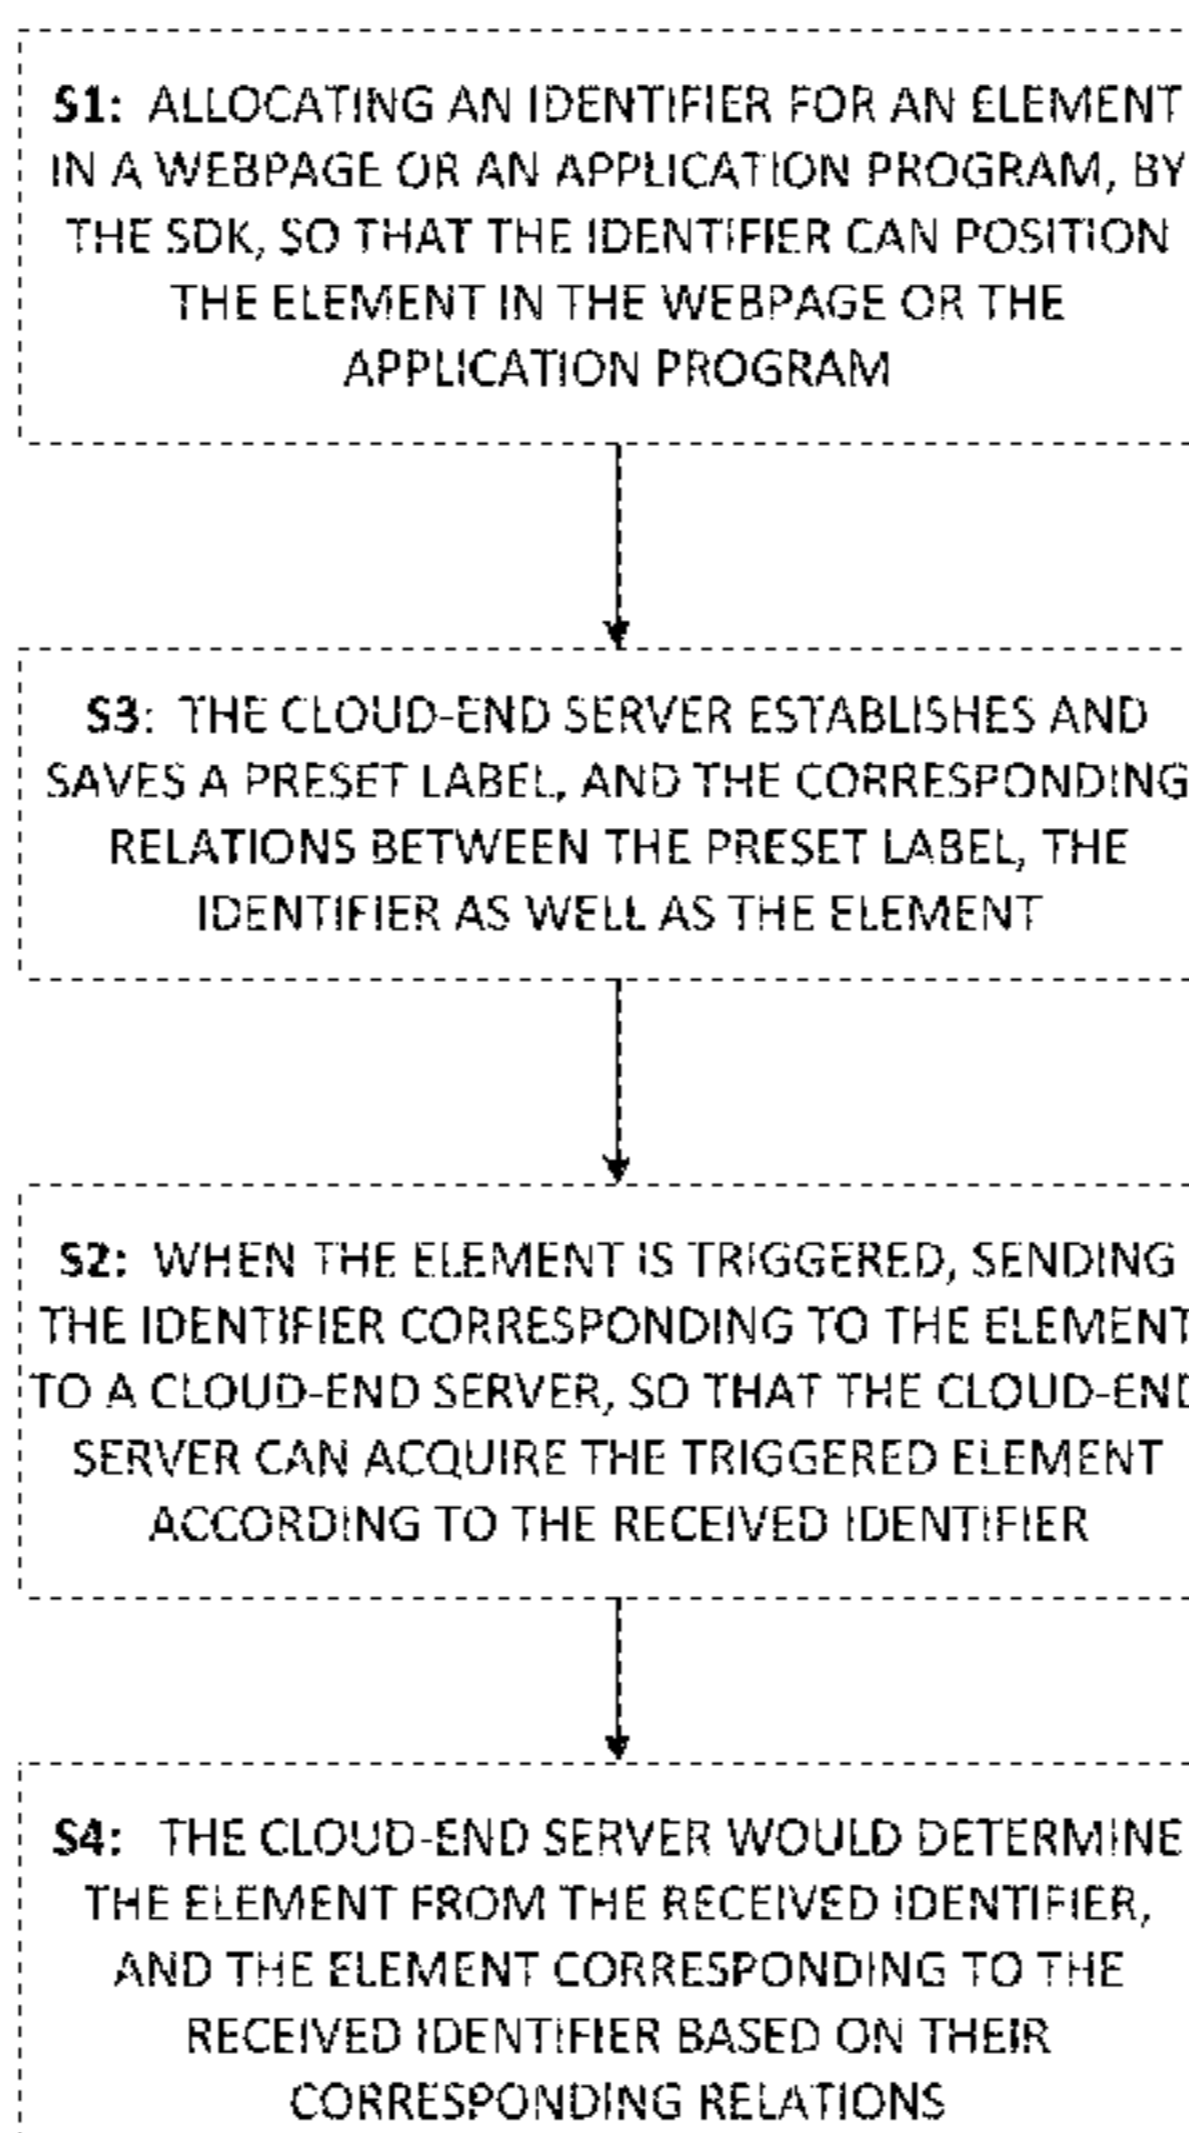 S1: ALLOCATING AN IDENTIFIER FOR AN ELEMENT
IN A WEBPAGE OR AN APPLICATION PROGRAM, BY
THE SDK, SO THAT THE IDENTIFIER CAN POSITION
THE ELEMENT IN THE WEBPAGE OR THE
APPLICATION PROGRAM
S3: THE CLOUD-END SERVER ESTABLISHES AND
SAVES A PRESET LABEL, AND THE CORRESPONDING
RELATIONS BETWEEN THE PRESET LABEL, THE
IDENTIFIER AS WELL AS THE ELEMENT
S2: WHEN THE ELEMENT IS TRIGGERED, SENDING
THE IDENTIFIER CORRESPONDING TO THE ELEMENT
TO A CLOUD-END SERVER, SO THAT THE CLOUD-END
SERVER CAN ACQUIRE THE TRIGGERED ELEMENT
ACCORDING TO THE RECEIVED IDENTIFIER
S4: THE CLOUD-END SERVER WOULD DETERMINE
THE ELEMENT FROM THE RECEIVED IDENTIFIER,
AND THE ELEMENT CORRESPONDING TO THE
RECEIVED IDENTIFIER BASED ON THEIR
CORRESPONDING RELATIONS